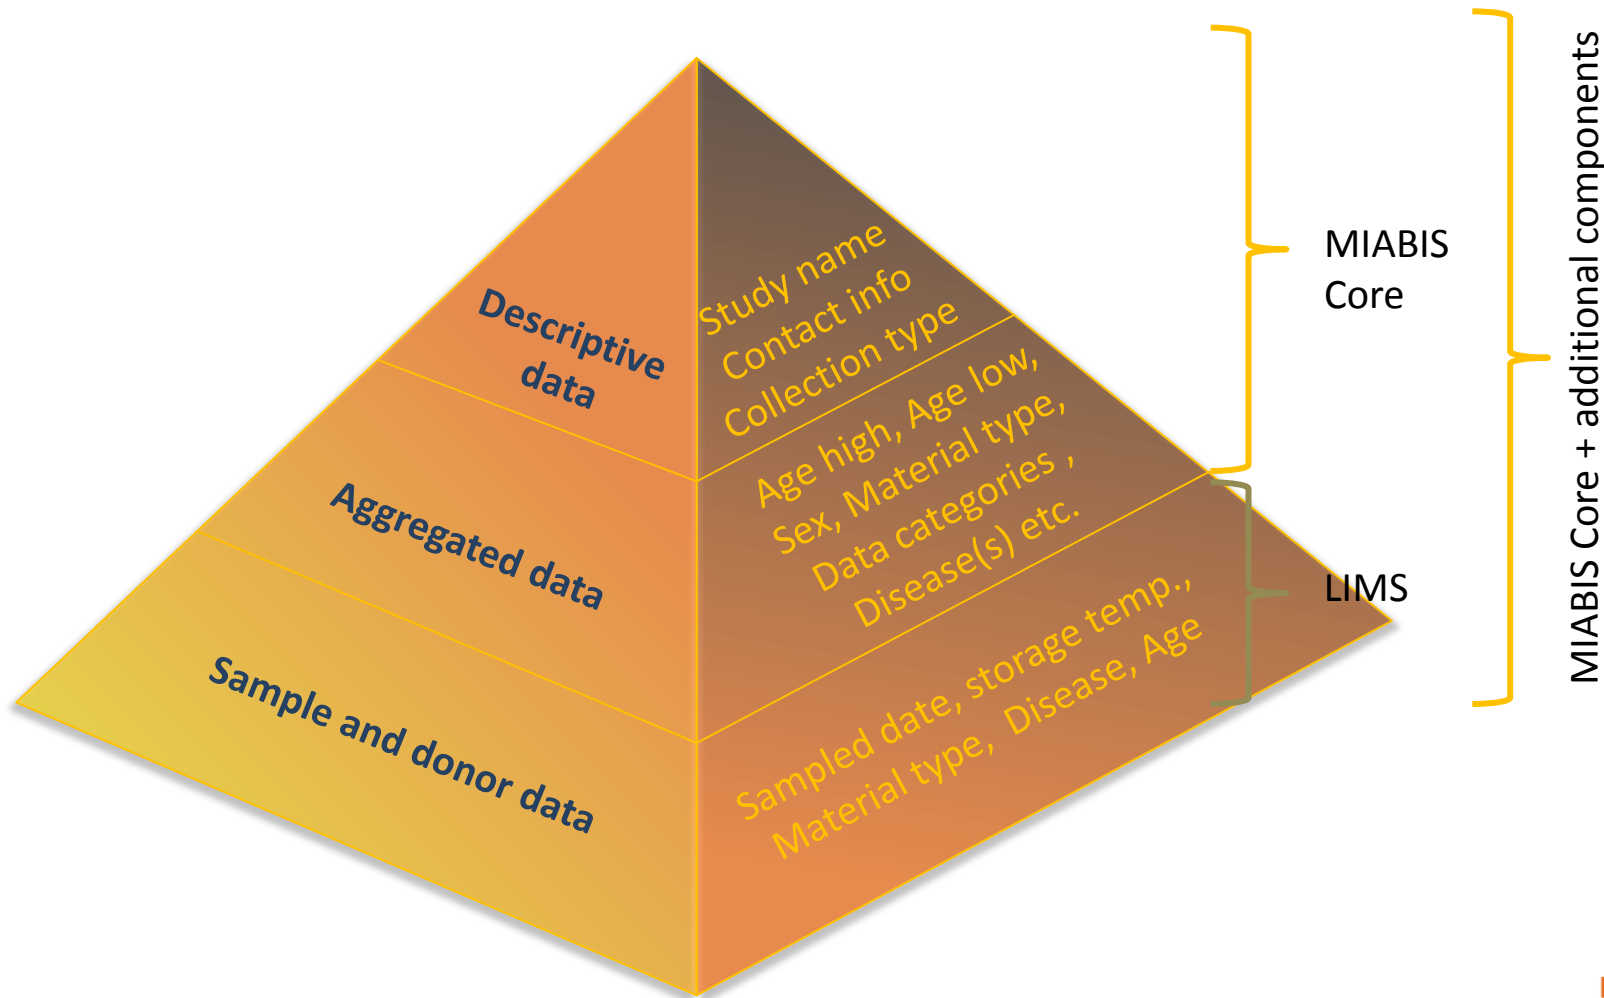 Descriptive
data
Aggregated data
Sample and donor data
Study name
Contact info
Collection type
Age high, Age low,
Sex, Material type,
Data categories ,
Disease(s) etc.
Sampled date, storage temp.,
Material type, Disease, Age
MIABIS
Core
LIMS
MIABIS Core + additional components